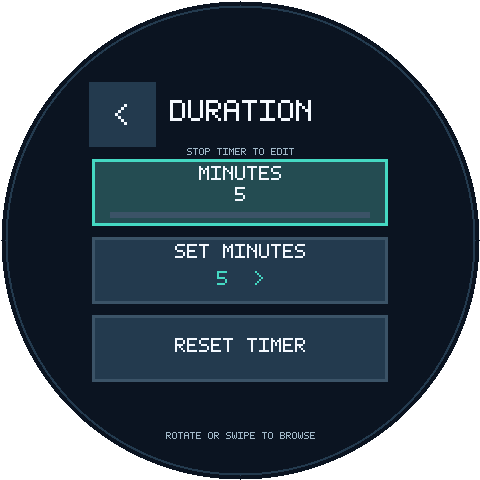 < DURATION
STOP TIMER TO EDIT
MINUTES
5
SET MINUTES
5 >
RESET TIMER
ROTATE OR SWIPE TO BROWSE